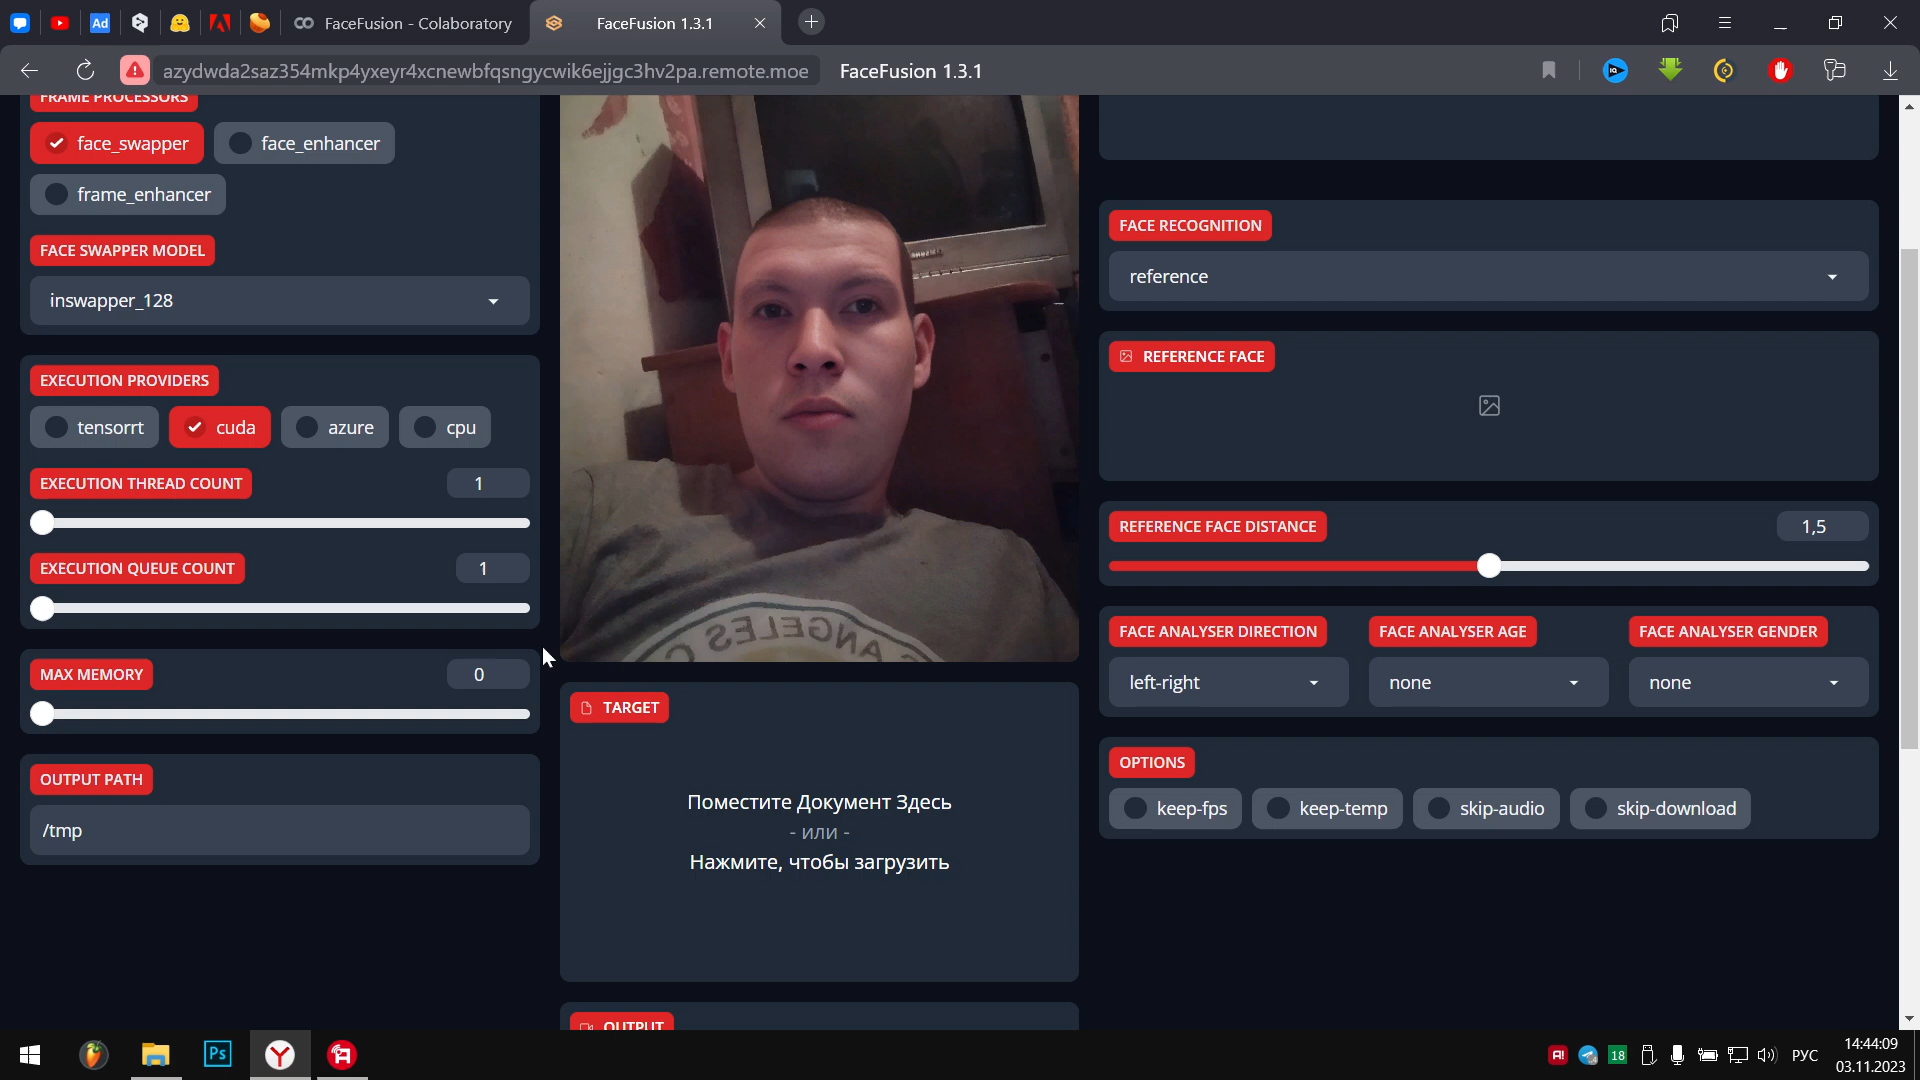 FaceFusion - Colaboratory
FaceFusion 1.3.1
azydwda2saz354mkp4yxeyr4xcnewbfqsngycwik6ejjgc3hv2pa.remote.moe
FaceFusion 1.3.1
FRAME PROCESSORS
face_swapper
face_enhancer
frame_enhancer
FACE SWAPPER MODEL
inswapper_128
EXECUTION PROVIDERS
tensorrt
cuda
azure
cpu
EXECUTION THREAD COUNT
1
EXECUTION QUEUE COUNT
1
MAX MEMORY
0
OUTPUT PATH
/tmp
ANGELES C
TARGET
Поместите Документ Здесь
- или -
Нажмите, чтобы загрузить
OUTPUT
FACE RECOGNITION
reference
REFERENCE FACE
REFERENCE FACE DISTANCE
1,5
FACE ANALYSER DIRECTION
FACE ANALYSER AGE
FACE ANALYSER GENDER
left-right
none
none
OPTIONS
keep-fps
keep-temp
skip-audio
skip-download
Ad
Ps
A!
18
РУС
14:44:09
03.11.2023